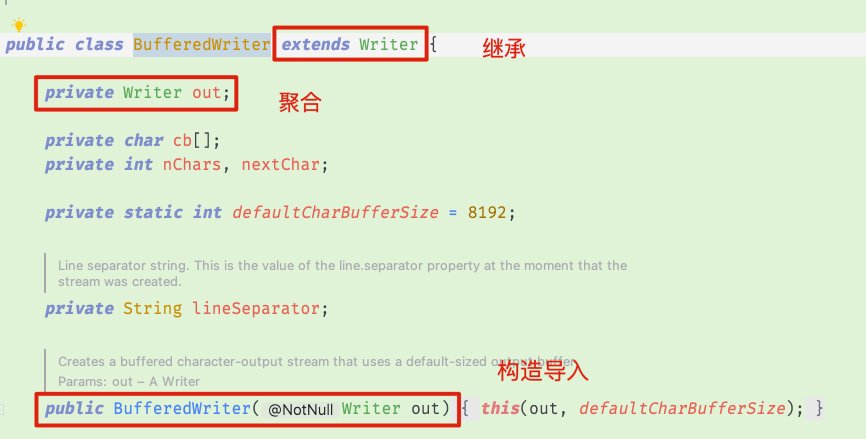 public class BufferedWriter extends Writer { 继承
private Writer out; 聚合
private char cb[];
private int nChars, nextChar;
private static int defaultCharBufferSize = 8192;
Line separator string. This is the value of the line.separator property at the moment that the
stream was created.
private String lineSeparator;
Creates a buffered character-output stream that uses a default-sized output buffer
Params: out – A Writer
构造导入
public BufferedWriter( @NotNull Writer out) { this(out, defaultCharBufferSize); }